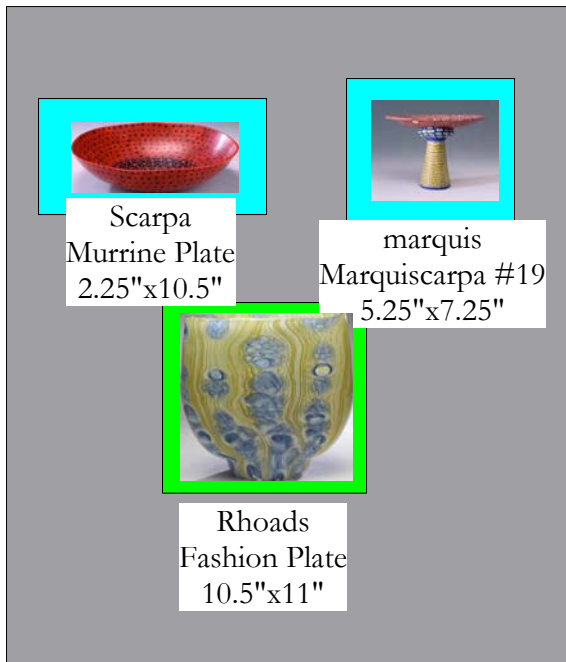 Scarpa
Murrine Plate
2.25"x10.5"
marquis
Marquiscarpa #19
5.25"x7.25"
Rhoads
Fashion Plate
10.5"x11"